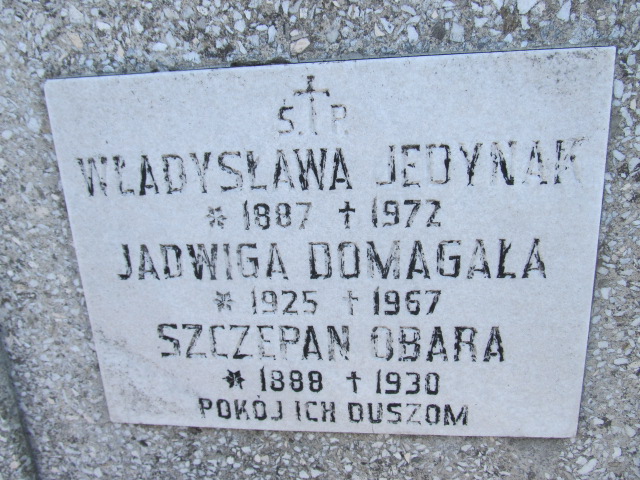 Ś. † P.
WŁADYSŁAWA JEDYNAK
* 1887 † 1972
JADWIGA DOMAGAŁA
* 1925 † 1967
SZCZEPAN OBARA
* 1888 † 1930
POKÓJ ICH DUSZOM